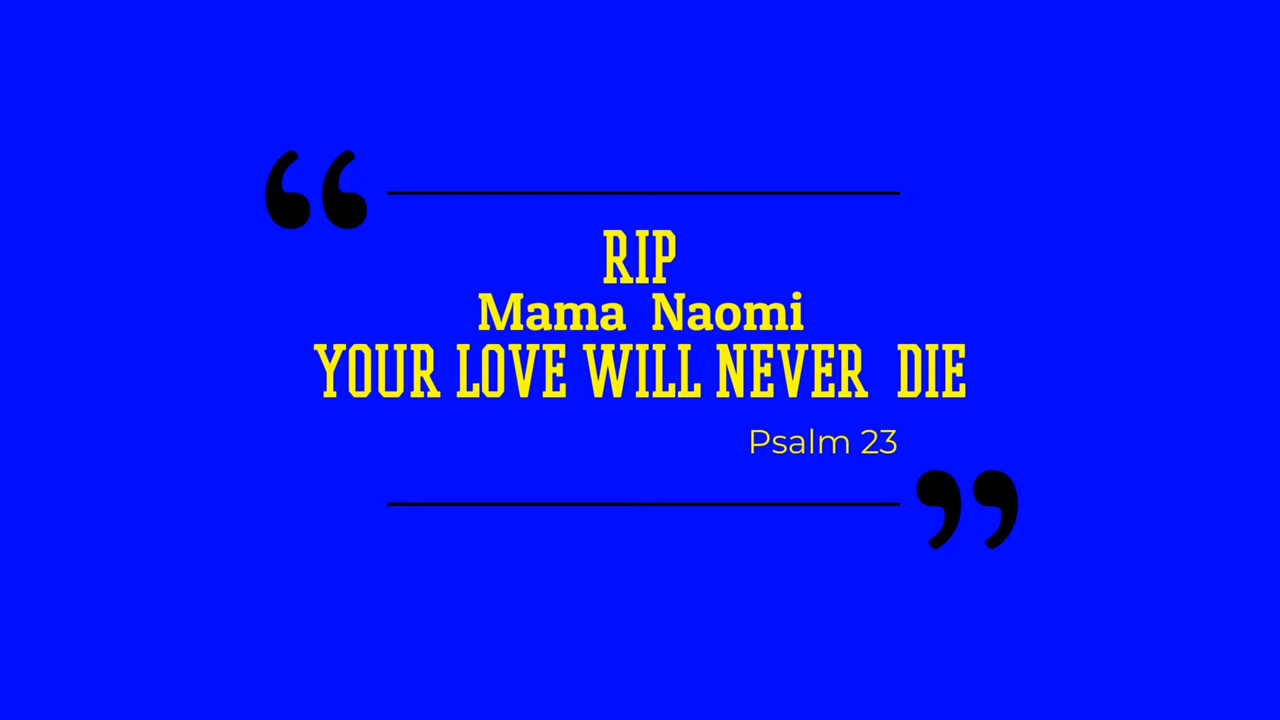 “
RIP
Mama Naomi
YOUR LOVE WILL NEVER DIE
Psalm 23
”